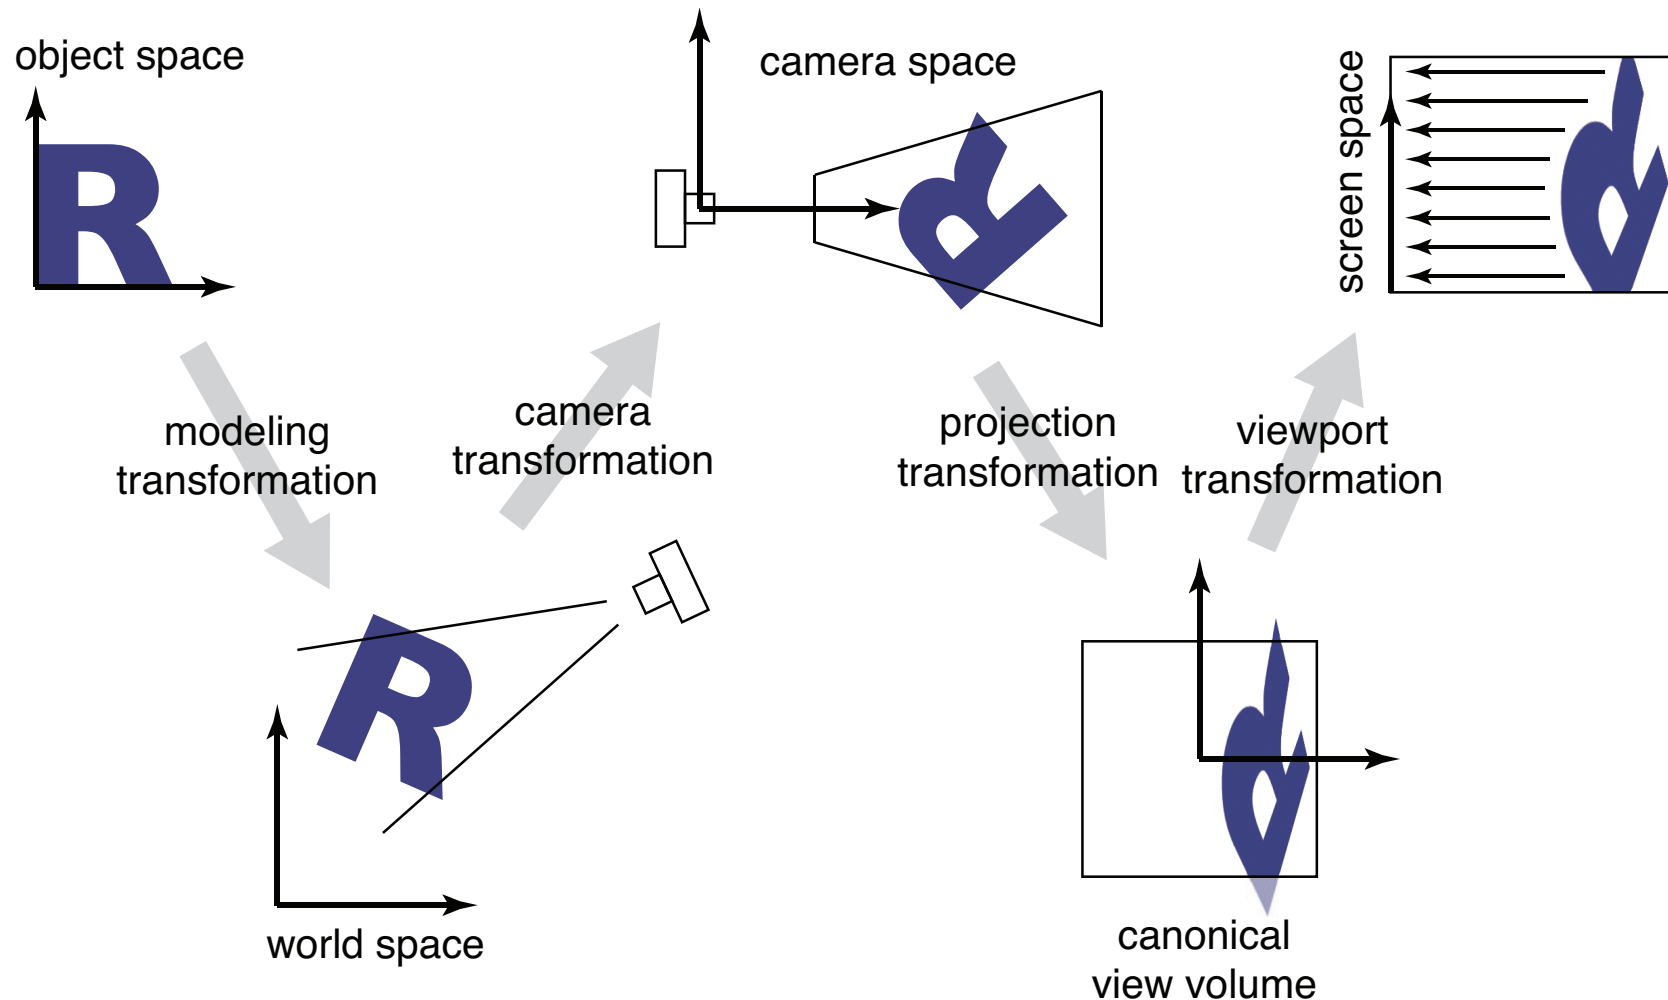 object space
R
modeling
transformation
R
world space
camera
transformation
camera space
R
projection
transformation
R
canonical
view volume
viewport
transformation
screen space
R